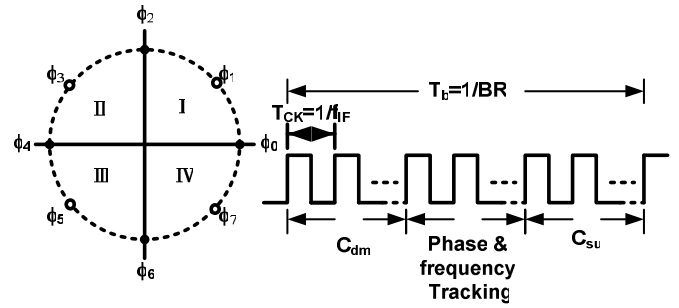 ϕ2
ϕ3
ϕ1
II
I
ϕ4
ϕ0
III
IV
ϕ5
ϕ7
ϕ6
Tb=1/BR
TCK=1/fIF
Cdm
Phase &
frequency
Tracking
Csu